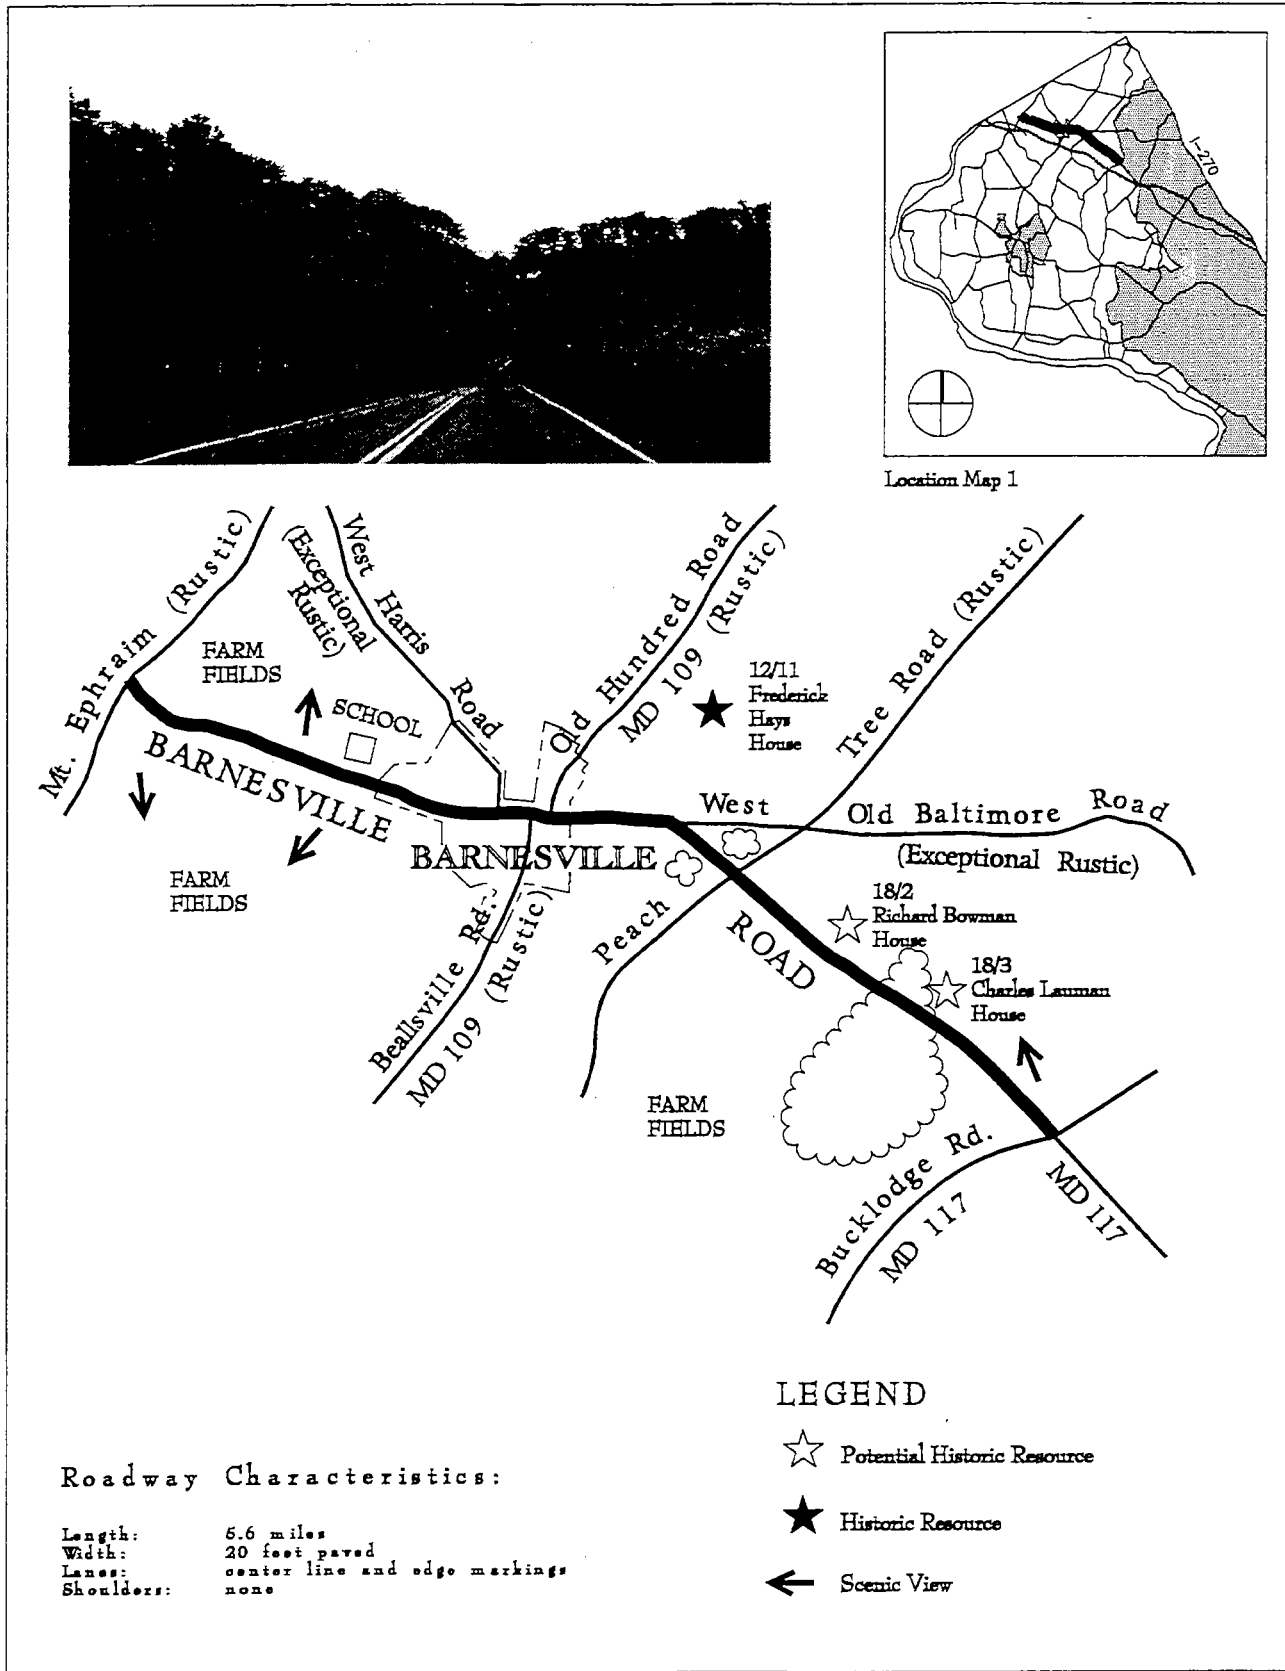 I-270
Location Map 1
Mt. Ephraim (Rustic)
West Harris Road
(Exceptional
Rustic)
Old Hundred Road
MD 109 (Rustic)
FARM
FIELDS
SCHOOL
12/11
Frederick
Hays
House
Peach Tree Road (Rustic)
BARNESVILLE ROAD
West Old Baltimore Road
(Exceptional Rustic)
BARNESVILLE
FARM
FIELDS
Beallsville Rd.
MD 109 (Rustic)
18/2
Richard Bowman
House
18/3
Charles Lauman
House
FARM
FIELDS
Bucklodge Rd.
MD 117
MD 117
LEGEND
Potential Historic Resource
Historic Resource
Scenic View
Roadway Characteristics:
Length: 5.6 miles
Width: 20 feet paved
Lanes: center line and edge markings
Shoulders: none